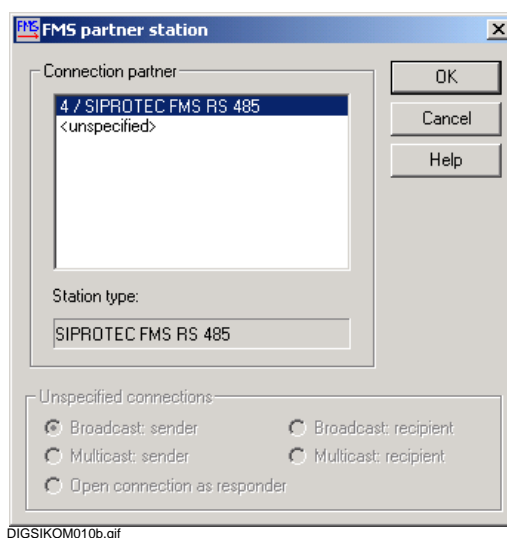 FMS FMS partner station
Connection partner
4 / SIPROTEC FMS RS 485
<unspecified>
Station type:
SIPROTEC FMS RS 485
OK
Cancel
Help
Unspecified connections
Broadcast: sender
Broadcast: recipient
Multicast: sender
Multicast: recipient
Open connection as responder
DIGSIKOM010b.gif